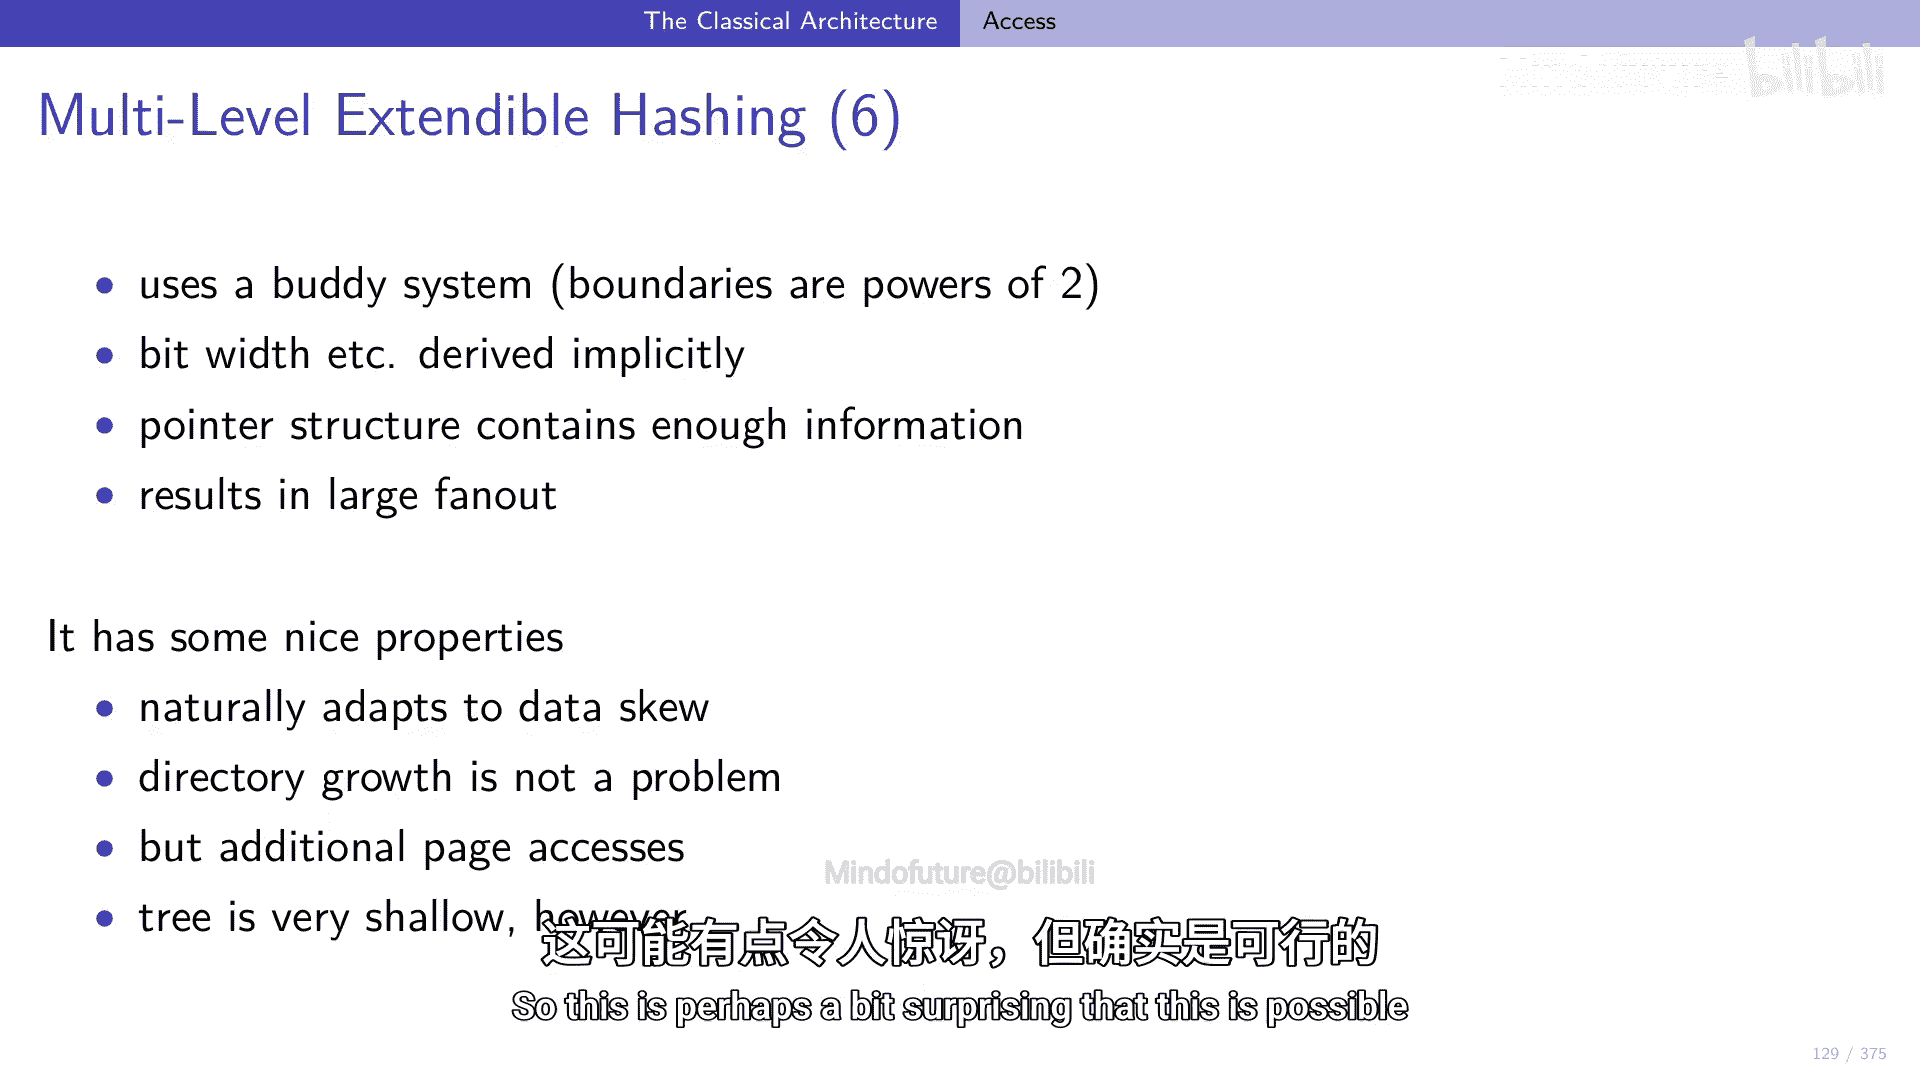 The Classical Architecture Access
bilibili
Multi-Level Extendible Hashing (6)
uses a buddy system (boundaries are powers of 2)
bit width etc. derived implicitly
pointer structure contains enough information
results in large fanout
It has some nice properties
naturally adapts to data skew
directory growth is not a problem
but additional page accesses
Mindofuture@bilibili
tree is very shallow, however
这可能有点令人惊讶，但确实是可行的
So this is perhaps a bit surprising that this is possible
129 / 375